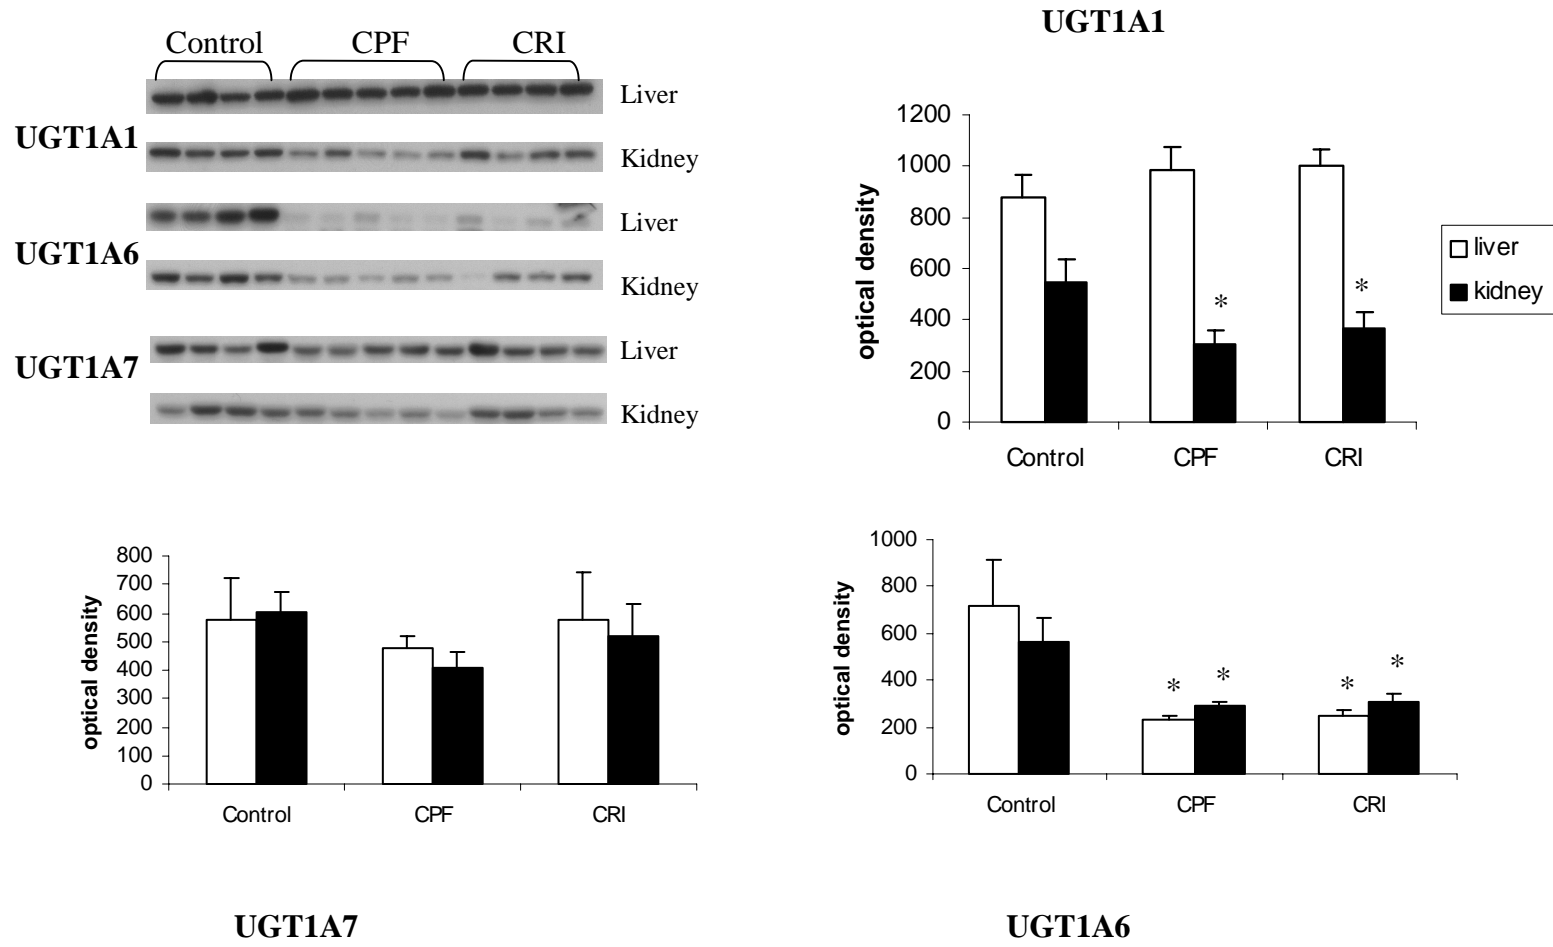 Control CPF CRI
UGT1A1
Liver
Kidney
UGT1A6
Liver
Kidney
UGT1A7
Liver
Kidney
UGT1A1
optical density
1200
1000
800
600
400
200
0
* *
Control CPF CRI
liver
kidney
optical density
800
700
600
500
400
300
200
100
0
Control CPF CRI
UGT1A7
optical density
1000
800
600
400
200
0
* * * *
Control CPF CRI
UGT1A6